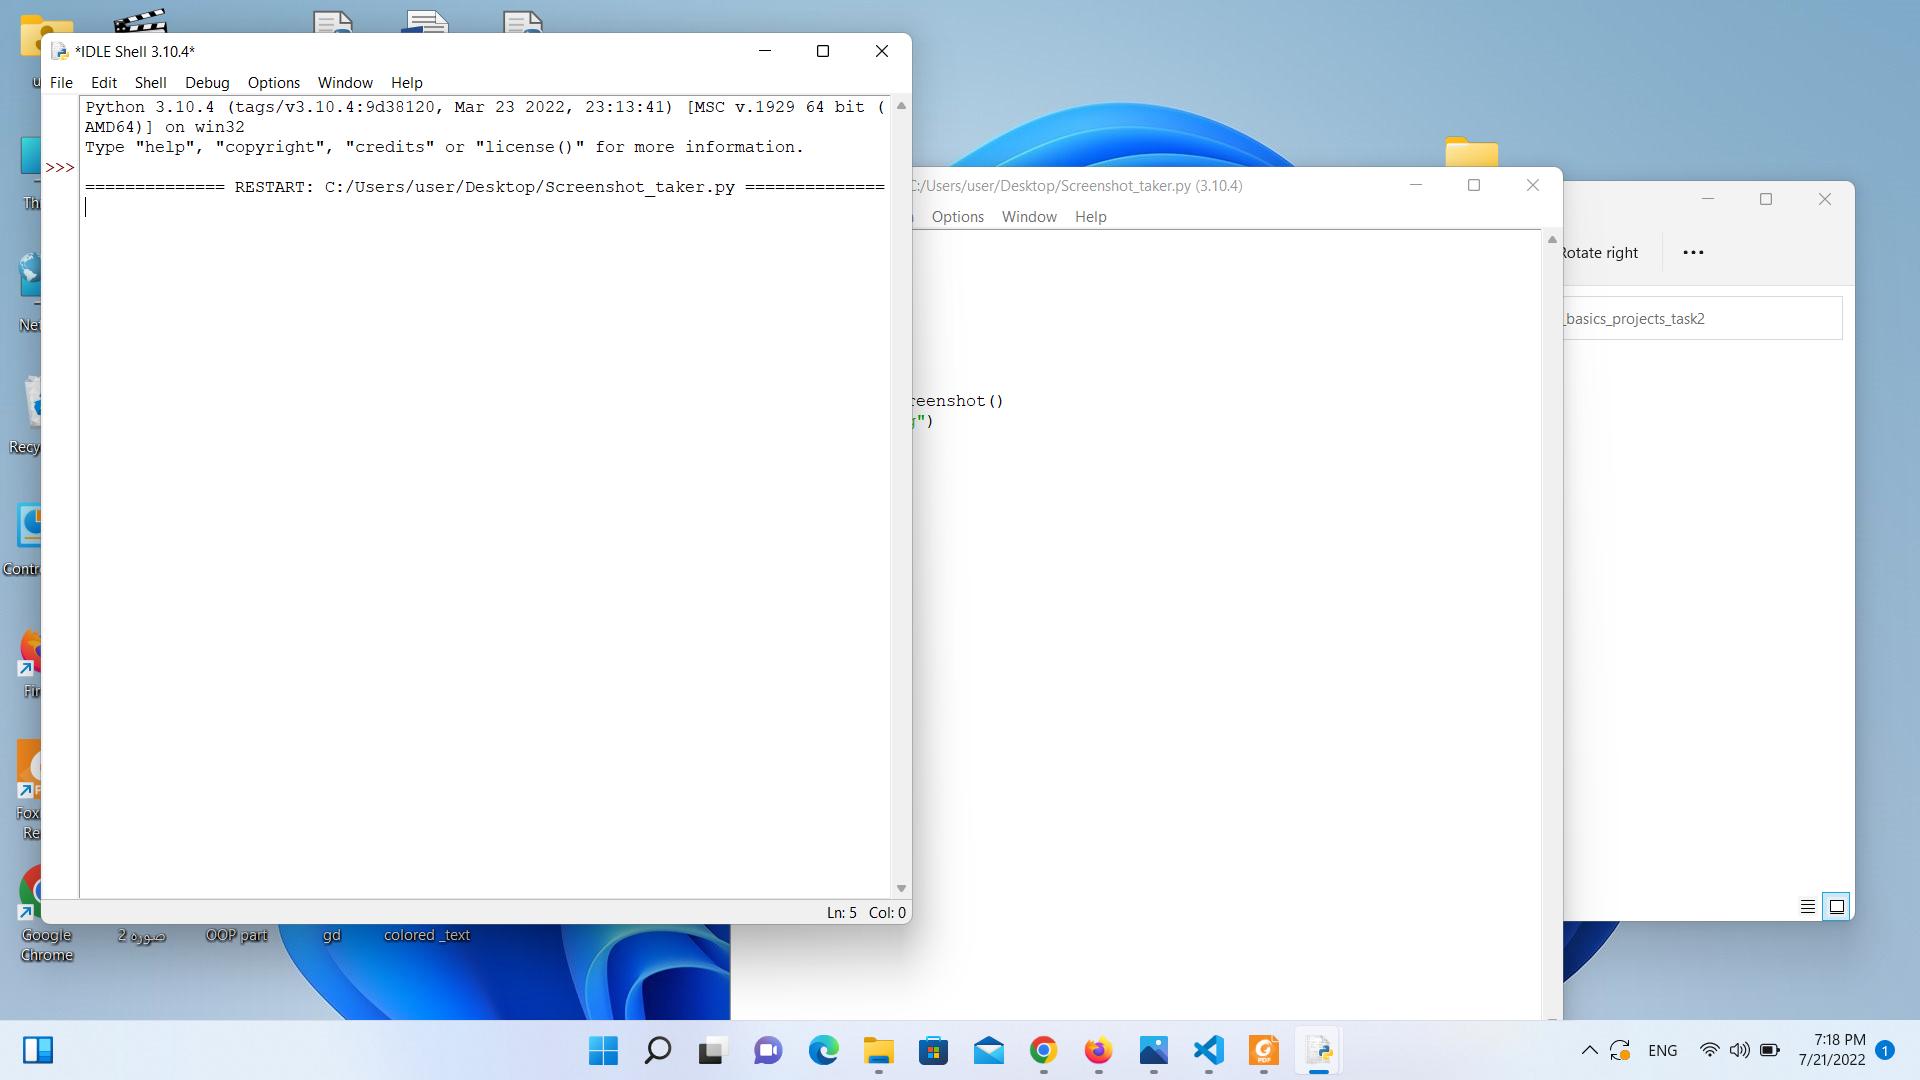 *IDLE Shell 3.10.4*
File Edit Shell Debug Options Window Help
Python 3.10.4 (tags/v3.10.4:9d38120, Mar 23 2022, 23:13:41) [MSC v.1929 64 bit (
AMD64)] on win32
Type "help", "copyright", "credits" or "license()" for more information.
>>>
============== RESTART: C:/Users/user/Desktop/Screenshot_taker.py ==============
Ln: 5 Col: 0
C:/Users/user/Desktop/Screenshot_taker.py (3.10.4)
Options Window Help
reenshot()
")
Rotate right
_basics_projects_task2
Google
Chrome
صوره 2
OOP part
gd
colored _text
ENG
7:18 PM
7/21/2022
1